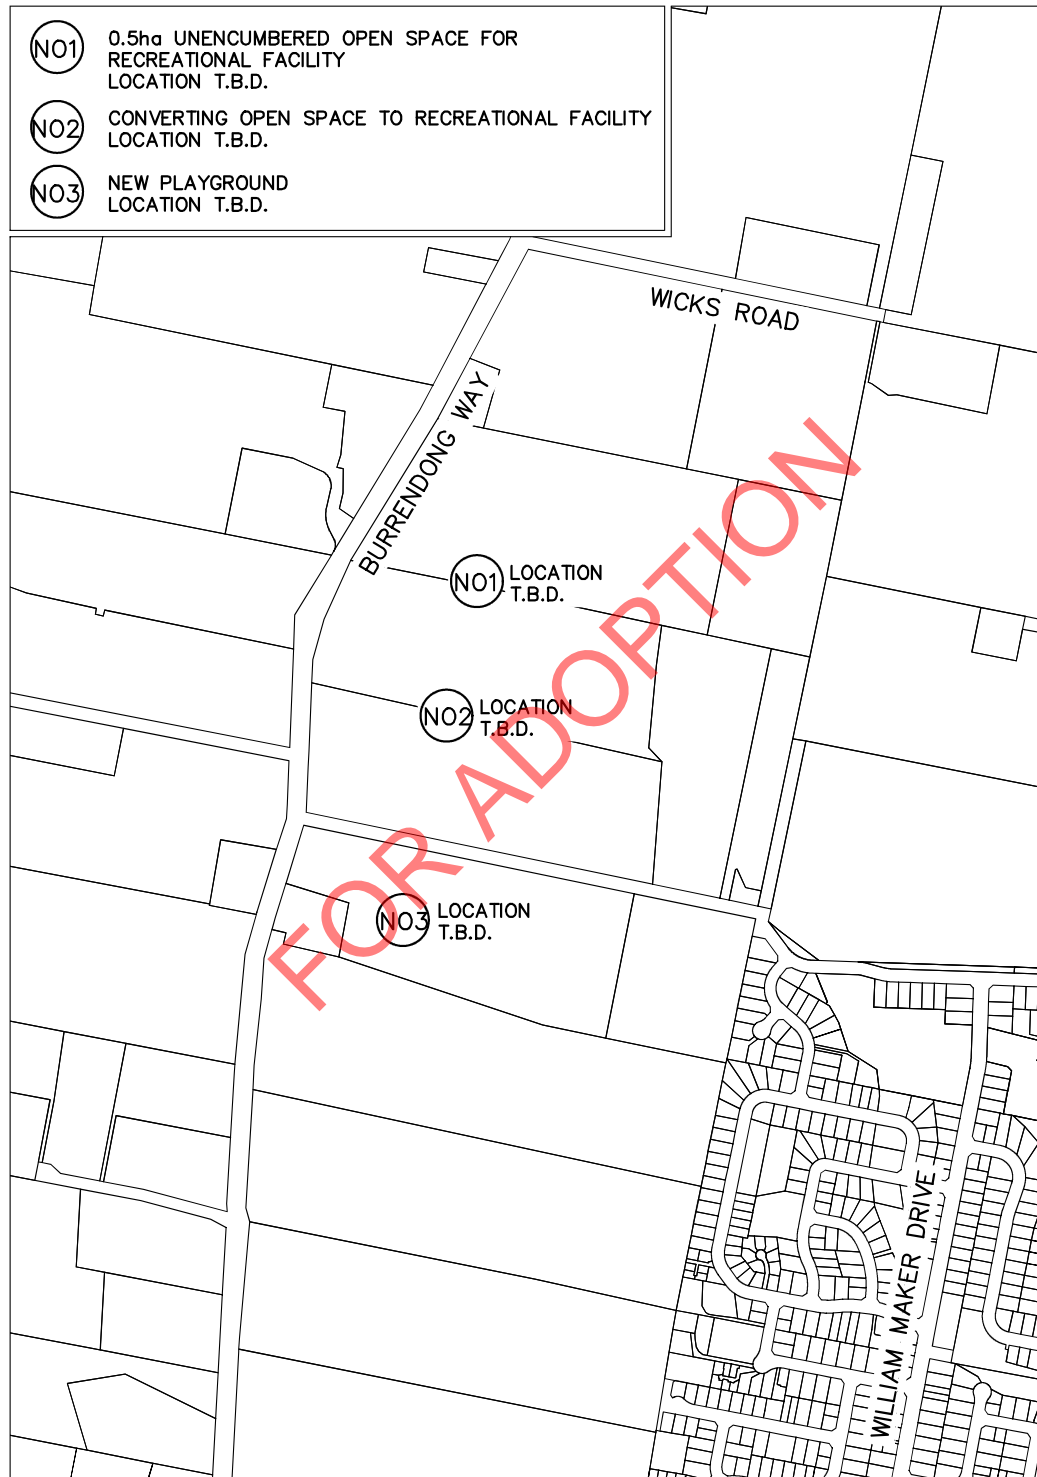 NO1
0.5ha UNENCUMBERED OPEN SPACE FOR
RECREATIONAL FACILITY
LOCATION T.B.D.
NO2
CONVERTING OPEN SPACE TO RECREATIONAL FACILITY
LOCATION T.B.D.
NO3
NEW PLAYGROUND
LOCATION T.B.D.
WICKS ROAD
BURRENDONG WAY
NO1
LOCATION
T.B.D.
NO2
LOCATION
T.B.D.
NO3
LOCATION
T.B.D.
FOR ADOPTION
WILLIAM MAKER DRIVE